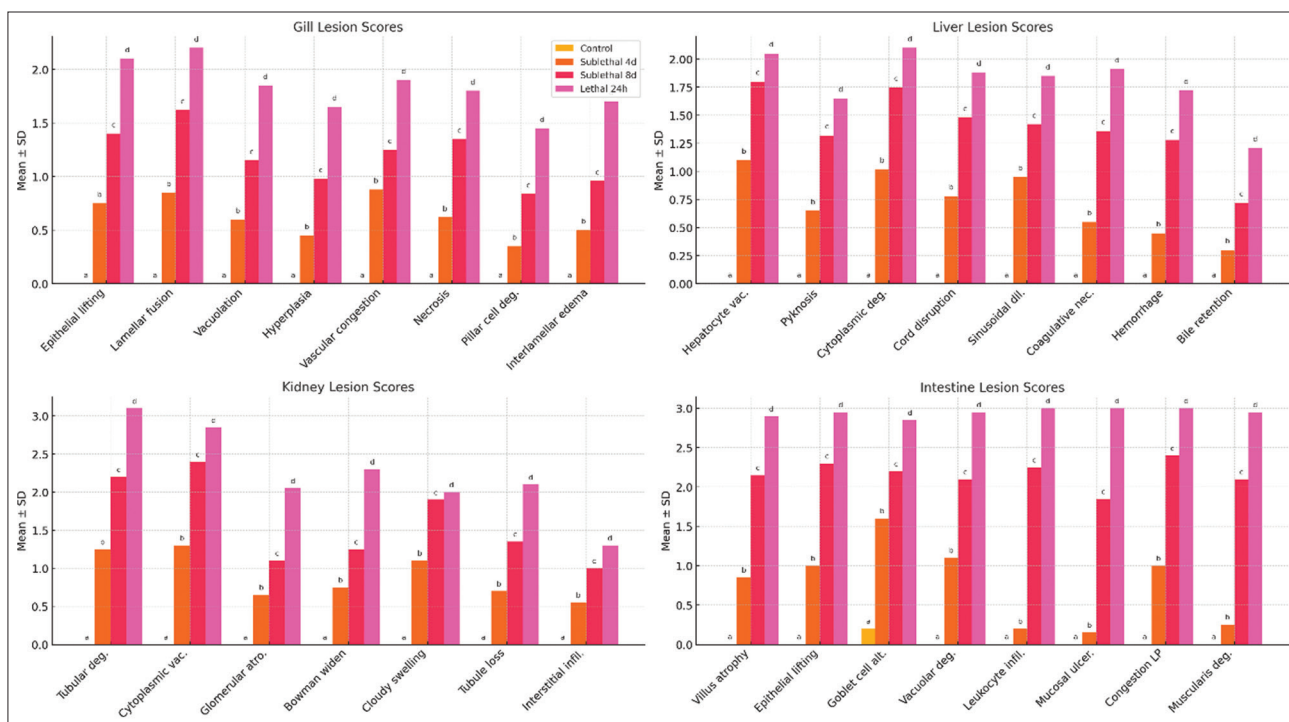 Gill Lesion Scores
Mean ± SD
2.0
1.5
1.0
0.5
0.0
Control
Sublethal 4d
Sublethal 8d
Lethal 24h
a b c d a b c d a b c d a b c d a b c d a b c d a b c d a b c d
Epithelial lifting
Lamellar fusion
Vacuolation
Hyperplasia
Vascular congestion
Necrosis
Pillar cell deg.
Interlamellar edema
Liver Lesion Scores
Mean ± SD
2.00
1.75
1.50
1.25
1.00
0.75
0.50
0.25
0.00
b c d c d b c d b c d b c d b c d c d c d
Hepatocyte vac.
Pyknosis
Cytoplasmic deg.
Cord disruption
Sinusoidal dil.
Coagulative nec.
Hemorrhage
Bile retention
Kidney Lesion Scores
Mean ± SD
3.0
2.5
2.0
1.5
1.0
0.5
0.0
c d b c d c d b c d b c d b c d b c d
Tubular deg.
Cytoplasmic vac.
Glomerular atro.
Bowman widen
Cloudy swelling
Tubule loss
Interstitial infil.
Intestine Lesion Scores
Mean ± SD
3.0
2.5
2.0
1.5
1.0
0.5
0.0
b c d c d c d c d b c d b c d b c d b c d
Villus atrophy
Epithelial lifting
Goblet cell alt.
Vacuolar deg.
Leukocyte infil.
Mucosal ulcer.
Congestion LP
Muscularis deg.